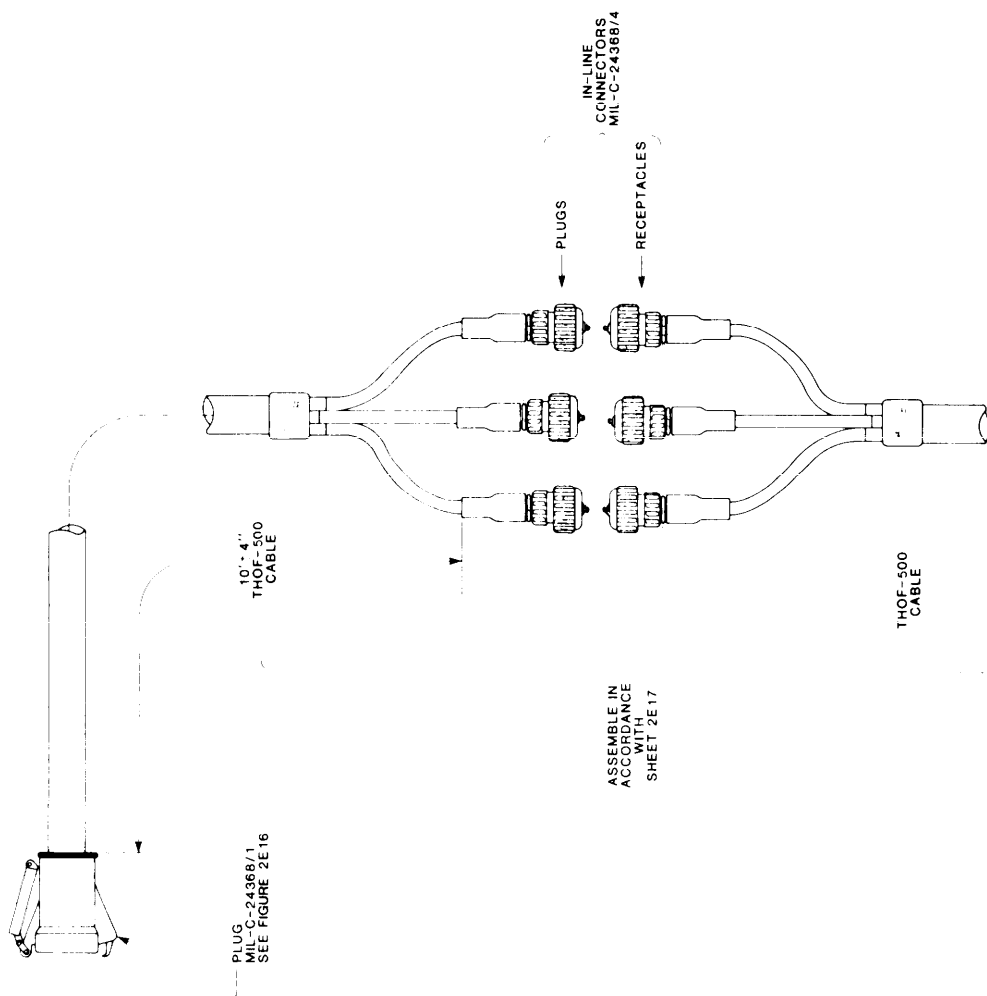 IN-LINE
CONNECTORS
MIL-C-24368/4
PLUGS
RECEPTACLES
10'± 4"
THOF-500
CABLE
THOF-500
CABLE
ASSEMBLE IN
ACCORDANCE
WITH
SHEET 2E17
PLUG
MIL-C-24368/1
SEE FIGURE 2E16